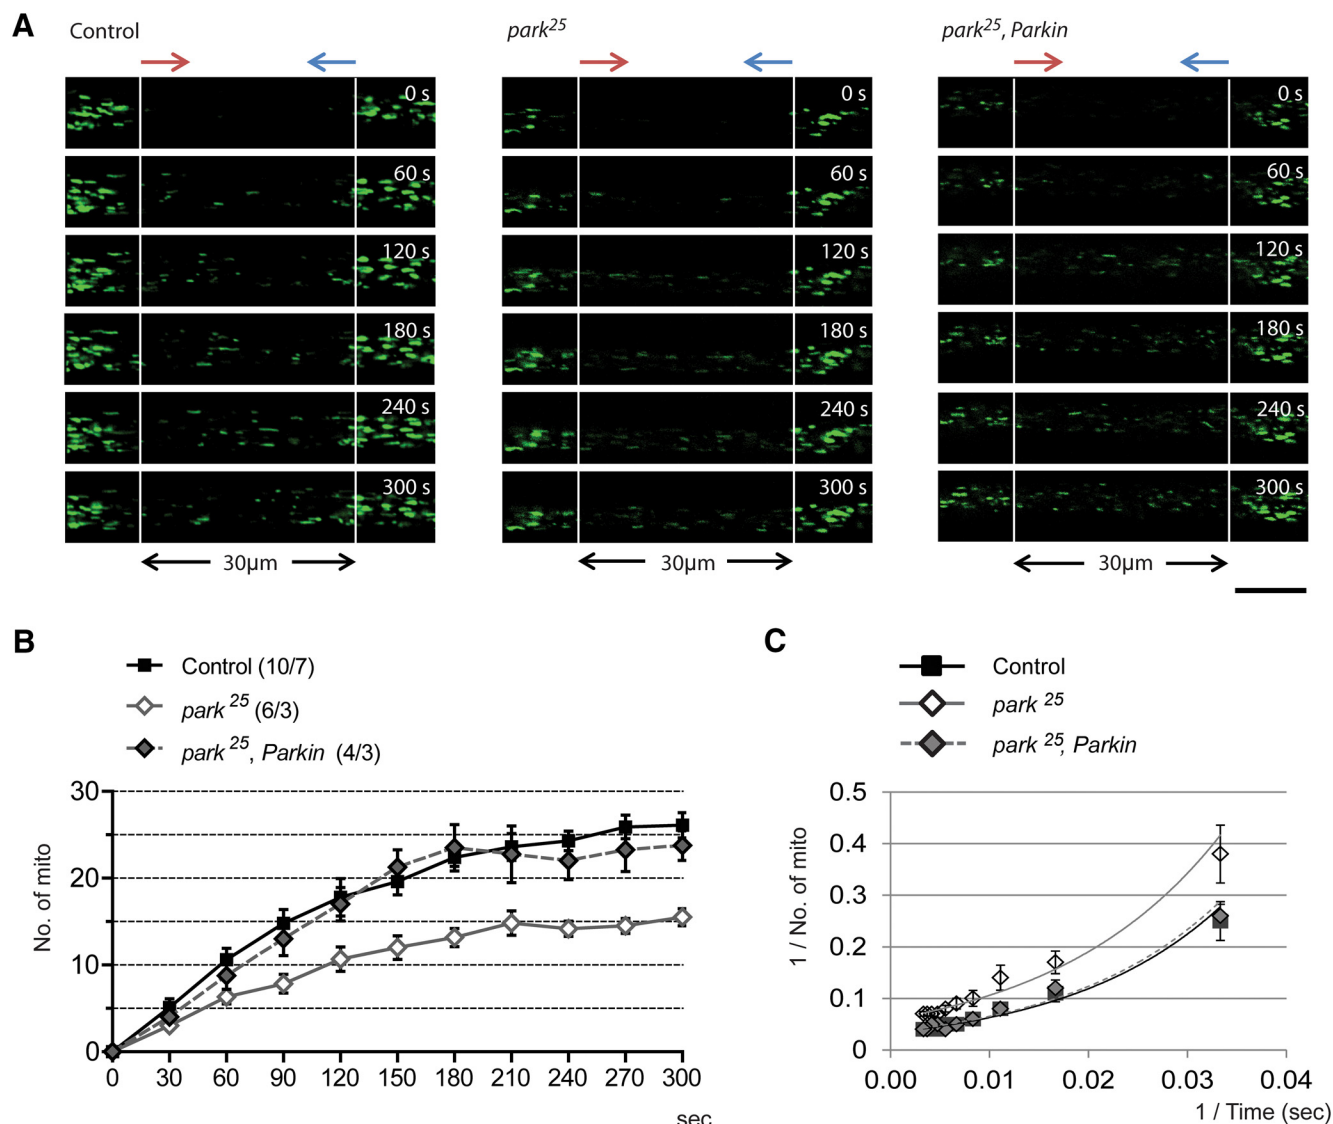 A
Control
park25
park25, Parkin
0 s
0 s
0 s
60 s
60 s
60 s
120 s
120 s
120 s
180 s
180 s
180 s
240 s
240 s
240 s
300 s
300 s
300 s
30µm
30µm
30µm
B
Control (10/7)
park 25 (6/3)
park 25, Parkin (4/3)
No. of mito
30
20
10
0
0 30 60 90 120 150 180 210 240 270 300
sec
C
Control
park 25
park 25, Parkin
1 / No. of mito
0.5
0.4
0.3
0.2
0.1
0
0.00 0.01 0.02 0.03 0.04
1 / Time (sec)